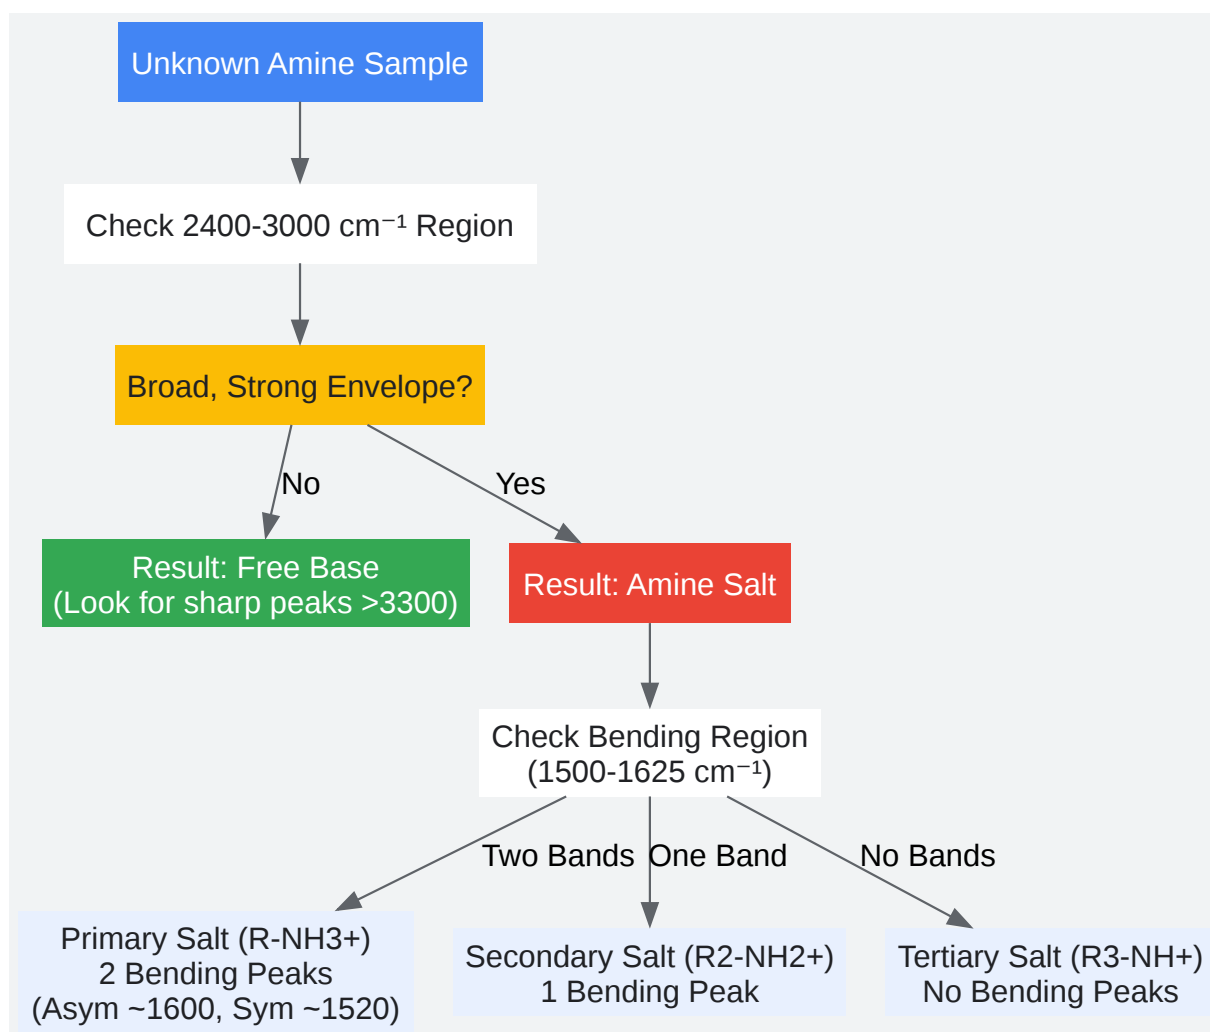 Unknown Amine Sample
Check 2400-3000 cm⁻¹ Region
Broad, Strong Envelope?
No
Yes
Result: Free Base
(Look for sharp peaks >3300)
Result: Amine Salt
Check Bending Region
(1500-1625 cm⁻¹)
Two Bands
One Band
No Bands
Primary Salt (R-NH3+)
2 Bending Peaks
(Asym ~1600, Sym ~1520)
Secondary Salt (R2-NH2+)
1 Bending Peak
Tertiary Salt (R3-NH+)
No Bending Peaks